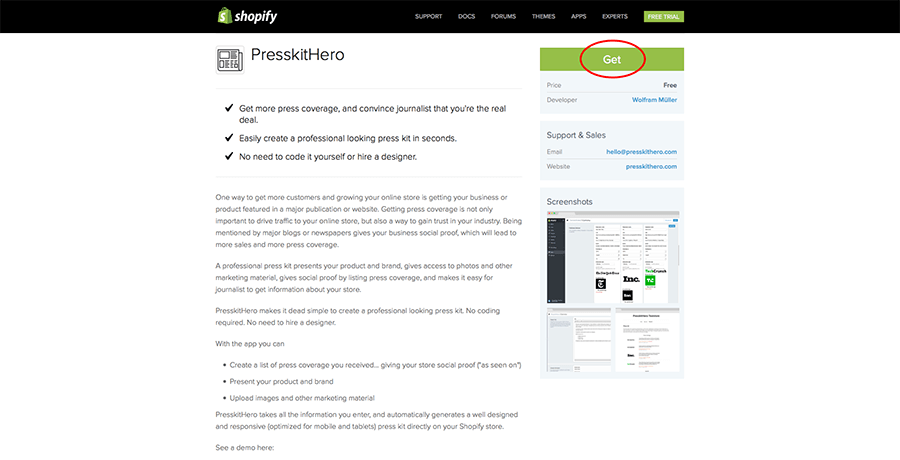 shopify
SUPPORT DOCS FORUMS THEMES APPS EXPERTS FREE TRIAL
PresskitHero
Get more press coverage, and convince journalist that you're the real
deal.
Easily create a professional looking press kit in seconds.
No need to code it yourself or hire a designer.
One way to get more customers and growing your online store is getting your business or
product featured in a major publication or website. Getting press coverage is not only
important to drive traffic to your online store, but also a way to gain trust in your industry. Being
mentioned by major blogs or newspapers gives your business social proof, which will lead to
more sales and more press coverage.
A professional press kit presents your product and brand, gives access to photos and other
marketing material, gives social proof by listing press coverage, and makes it easy for
journalist to get information about your store.
PresskitHero makes it dead simple to create a professional looking press kit. No coding
required. No need to hire a designer.
With the app you can
Create a list of press coverage you received... giving your store social proof ("as seen on")
Present your product and brand
Upload images and other marketing material
PresskitHero takes all the information you enter, and automatically generates a well designed
and responsive (optimized for mobile and tablets) press kit directly on your Shopify store.
See a demo here:
Get
Price Free
Developer Wolfram Müller
Support & Sales
Email hello@presskithero.com
Website presskithero.com
Screenshots
Inc.
TechCrunch
Inc.